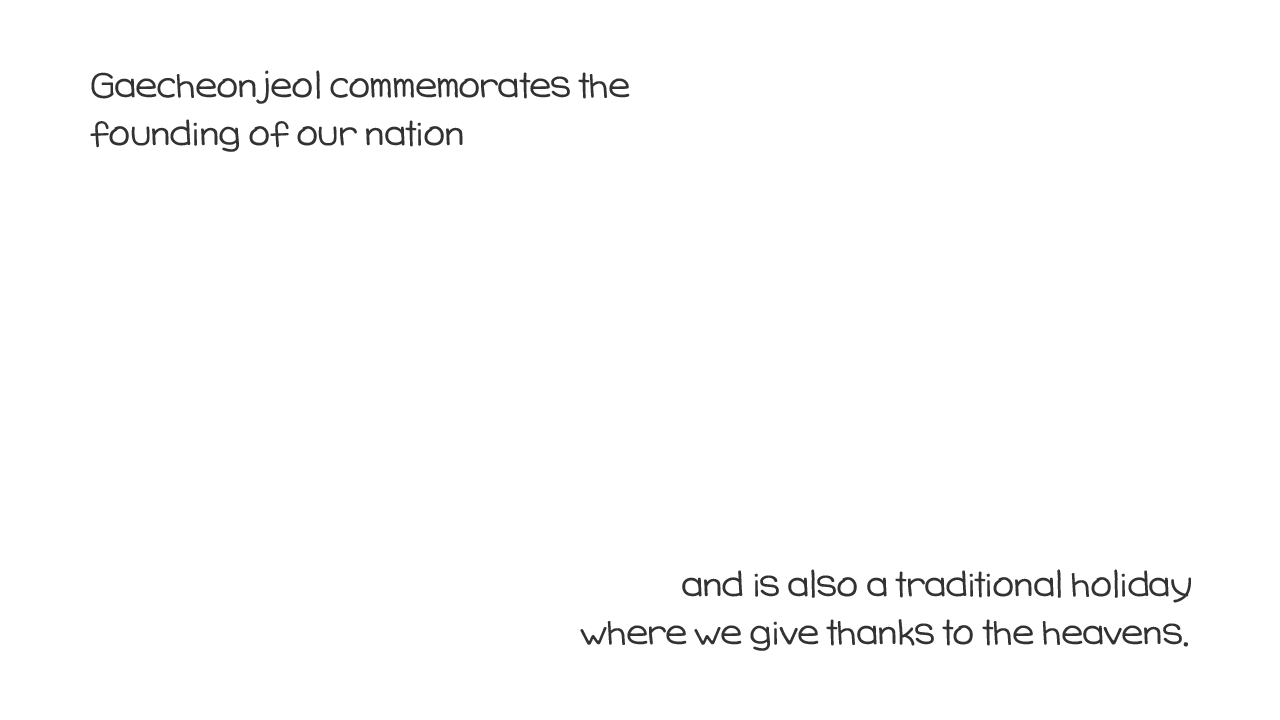 Gaecheonjeol commemorates the
founding of our nation
and is also a traditional holiday
where we give thanks to the heavens.